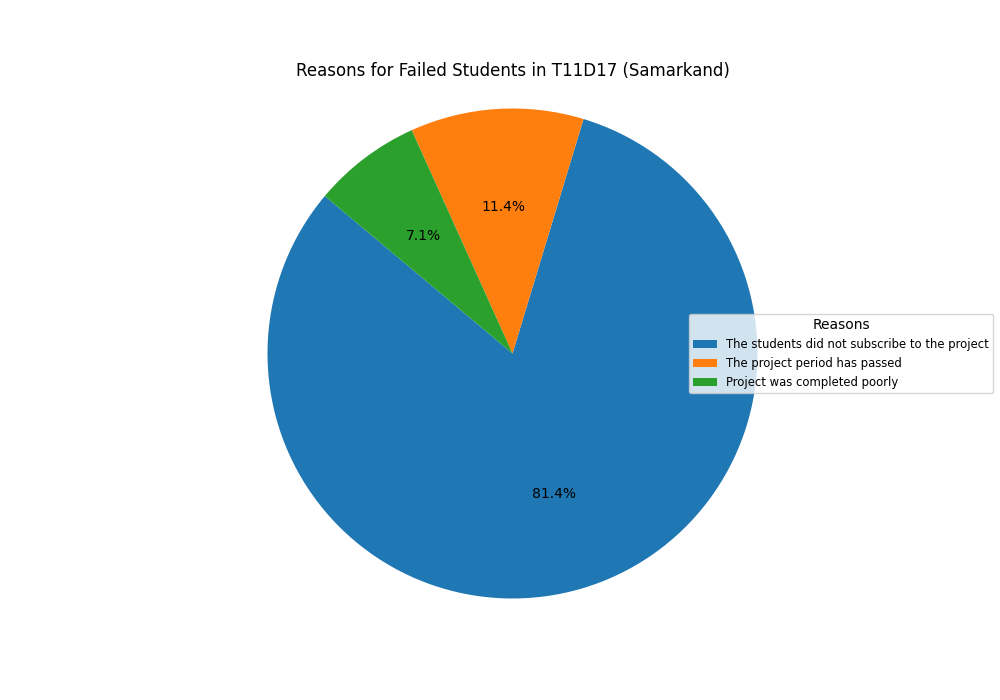 Reasons for Failed Students in T11D17 (Samarkand)
11.4%
7.1%
Reasons
The students did not subscribe to the project
The project period has passed
Project was completed poorly
81.4%